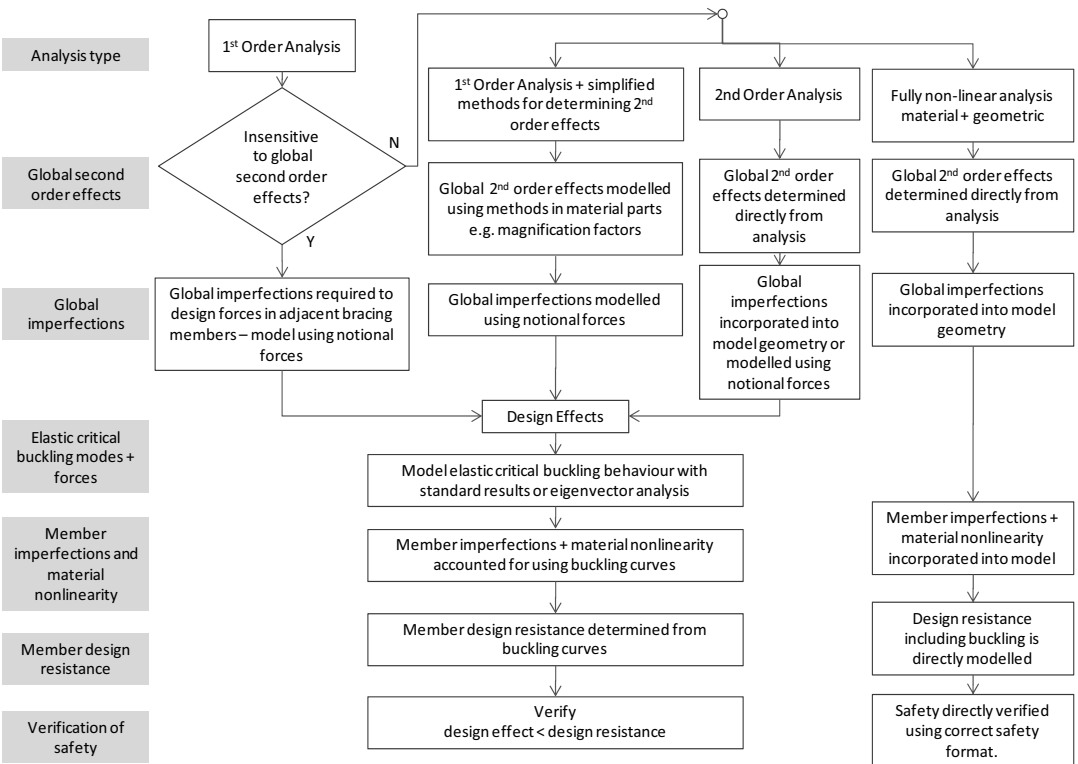 Analysis type
1st Order Analysis
1st Order Analysis + simplified
methods for determining 2nd
order effects
2nd Order Analysis
Fully non-linear analysis
material + geometric
Global second
order effects
Insensitive
to global
second order
effects?
N
Y
Global 2nd order effects modelled
using methods in material parts
e.g. magnification factors
Global 2nd order
effects determined
directly from
analysis
Global 2nd order effects
determined directly from
analysis
Global
imperfections
Global imperfections required to
design forces in adjacent bracing
members – model using notional
forces
Global imperfections modelled
using notional forces
Global
imperfections
incorporated into
model geometry or
modelled using
notional forces
Global imperfections
incorporated into model
geometry
Design Effects
Elastic critical
buckling modes +
forces
Model elastic critical buckling behaviour with
standard results or eigenvector analysis
Member
imperfections and
material
nonlinearity
Member imperfections + material nonlinearity
accounted for using buckling curves
Member imperfections +
material nonlinearity
incorporated into model
Member design
resistance
Member design resistance determined from
buckling curves
Design resistance
including buckling is
directly modelled
Verification of
safety
Verify
design effect < design resistance
Safety directly verified
using correct safety
format.